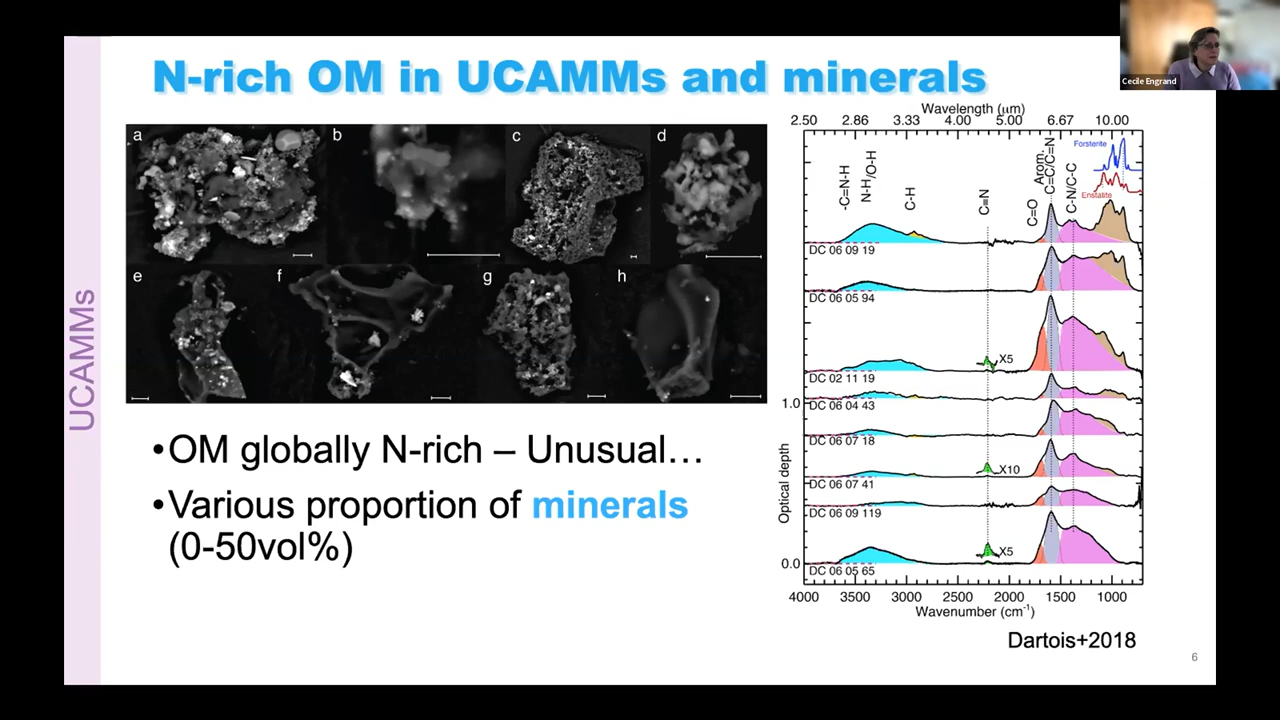 N-rich OM in UCAMMs and minerals
Cecile Engrand
UCAMMs
a
b
c
d
e
f
g
h
•OM globally N-rich – Unusual…
•Various proportion of minerals
(0-50vol%)
Wavelength (μm)
2.50 2.86 3.33 4.00 5.00 6.67 10.00
-C=N-H
N-H/O-H
C-H
C≡N
C=O
Arom.
C=C/C=N
C-N/C-C
Forsterite
Enstatite
DC 06 09 19
DC 06 05 94
X5
DC 02 11 19
DC 06 04 43
1.0
DC 06 07 18
X10
DC 06 07 41
DC 06 09 119
X5
0.0
DC 06 05 65
Optical depth
4000 3500 3000 2500 2000 1500 1000
Wavenumber (cm⁻¹)
Dartois+2018
6